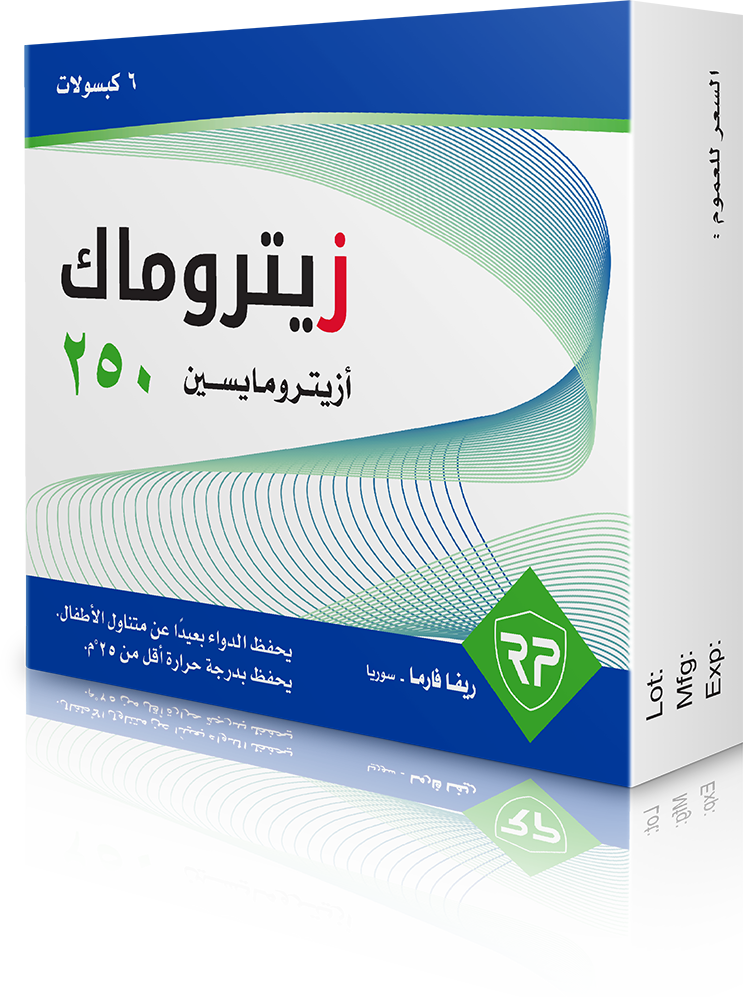 ٦ كبسولات
زيتروماك
أزيترومايسين ٢٥٠
يحفظ الدواء بعيدًا عن متناول الأطفال.
يحفظ بدرجة حرارة أقل من ٢٥°م.
ريفا فارما - سوريا
RP
السعر للعموم :
Lot:
Mfg:
Exp: